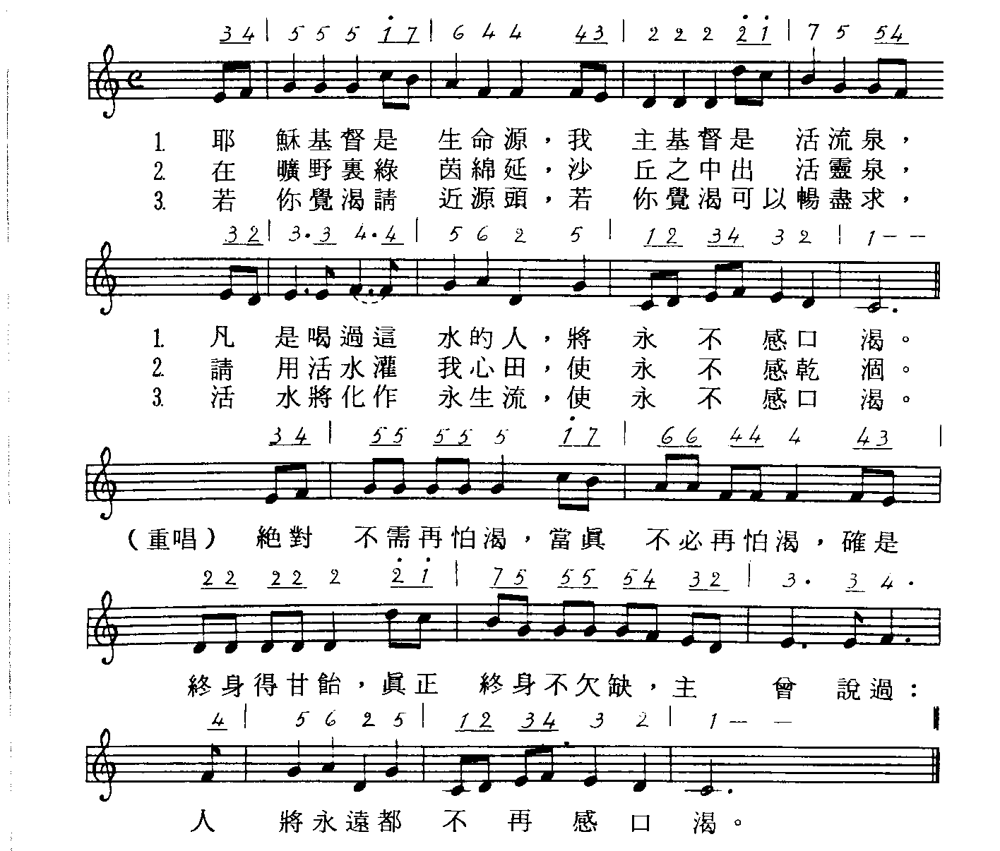 3 4 | 5 5 5 1̇ 7 | 6 4 4 4 3 | 2 2 2 2̇ 1̇ | 7 5 5 4
1. 耶穌基督是生命源，我主基督是活流泉，
2. 在曠野裏綠茵綿延，沙丘之中出活靈泉，
3. 若你覺渴請近源頭，若你覺渴可以暢盡求，
3 2 | 3 · 3 4 · 4 | 5 6 2 5 | 1 2 3 4 3 2 | 1 – –
1. 凡是喝過這水的人，將永不感口渴。
2. 請用活水灌我心田，使永不感乾涸。
3. 活水將化作永生流，使永不感口渴。
3 4 | 5 5 5 5 5 1̇ 7 | 6 6 4 4 4 4 3 |
（重唱）絕對不需再怕渴，當眞不必再怕渴，確是
2 2 2 2 2 2̇ 1̇ | 7 5 5 5 5 4 3 2 | 3 · 3 4 ·
終身得甘飴，眞正終身不欠缺，主曾說過：
4 | 5 6 2 5 | 1 2 3 4 3 2 | 1 – –
人將永遠都不再感口渴。